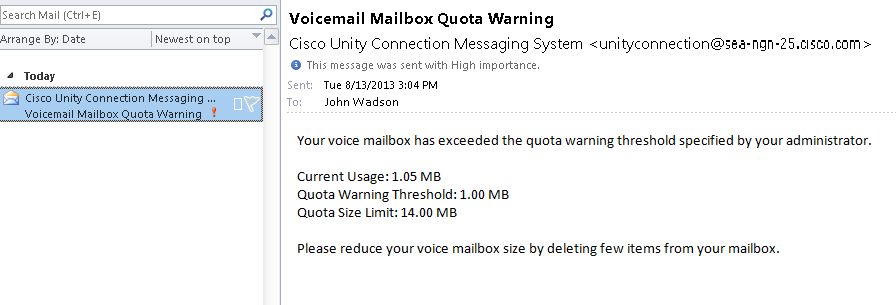 Search Mail (Ctrl+E)
Arrange By: Date Newest on top
Today
Cisco Unity Connection Messaging ...
Voicemail Mailbox Quota Warning
Voicemail Mailbox Quota Warning
Cisco Unity Connection Messaging System <unityconnection@sea-ngn-25.cisco.com>
This message was sent with High importance.
Sent: Tue 8/13/2013 3:04 PM
To: John Wadson
Your voice mailbox has exceeded the quota warning threshold specified by your administrator.
Current Usage: 1.05 MB
Quota Warning Threshold: 1.00 MB
Quota Size Limit: 14.00 MB
Please reduce your voice mailbox size by deleting few items from your mailbox.